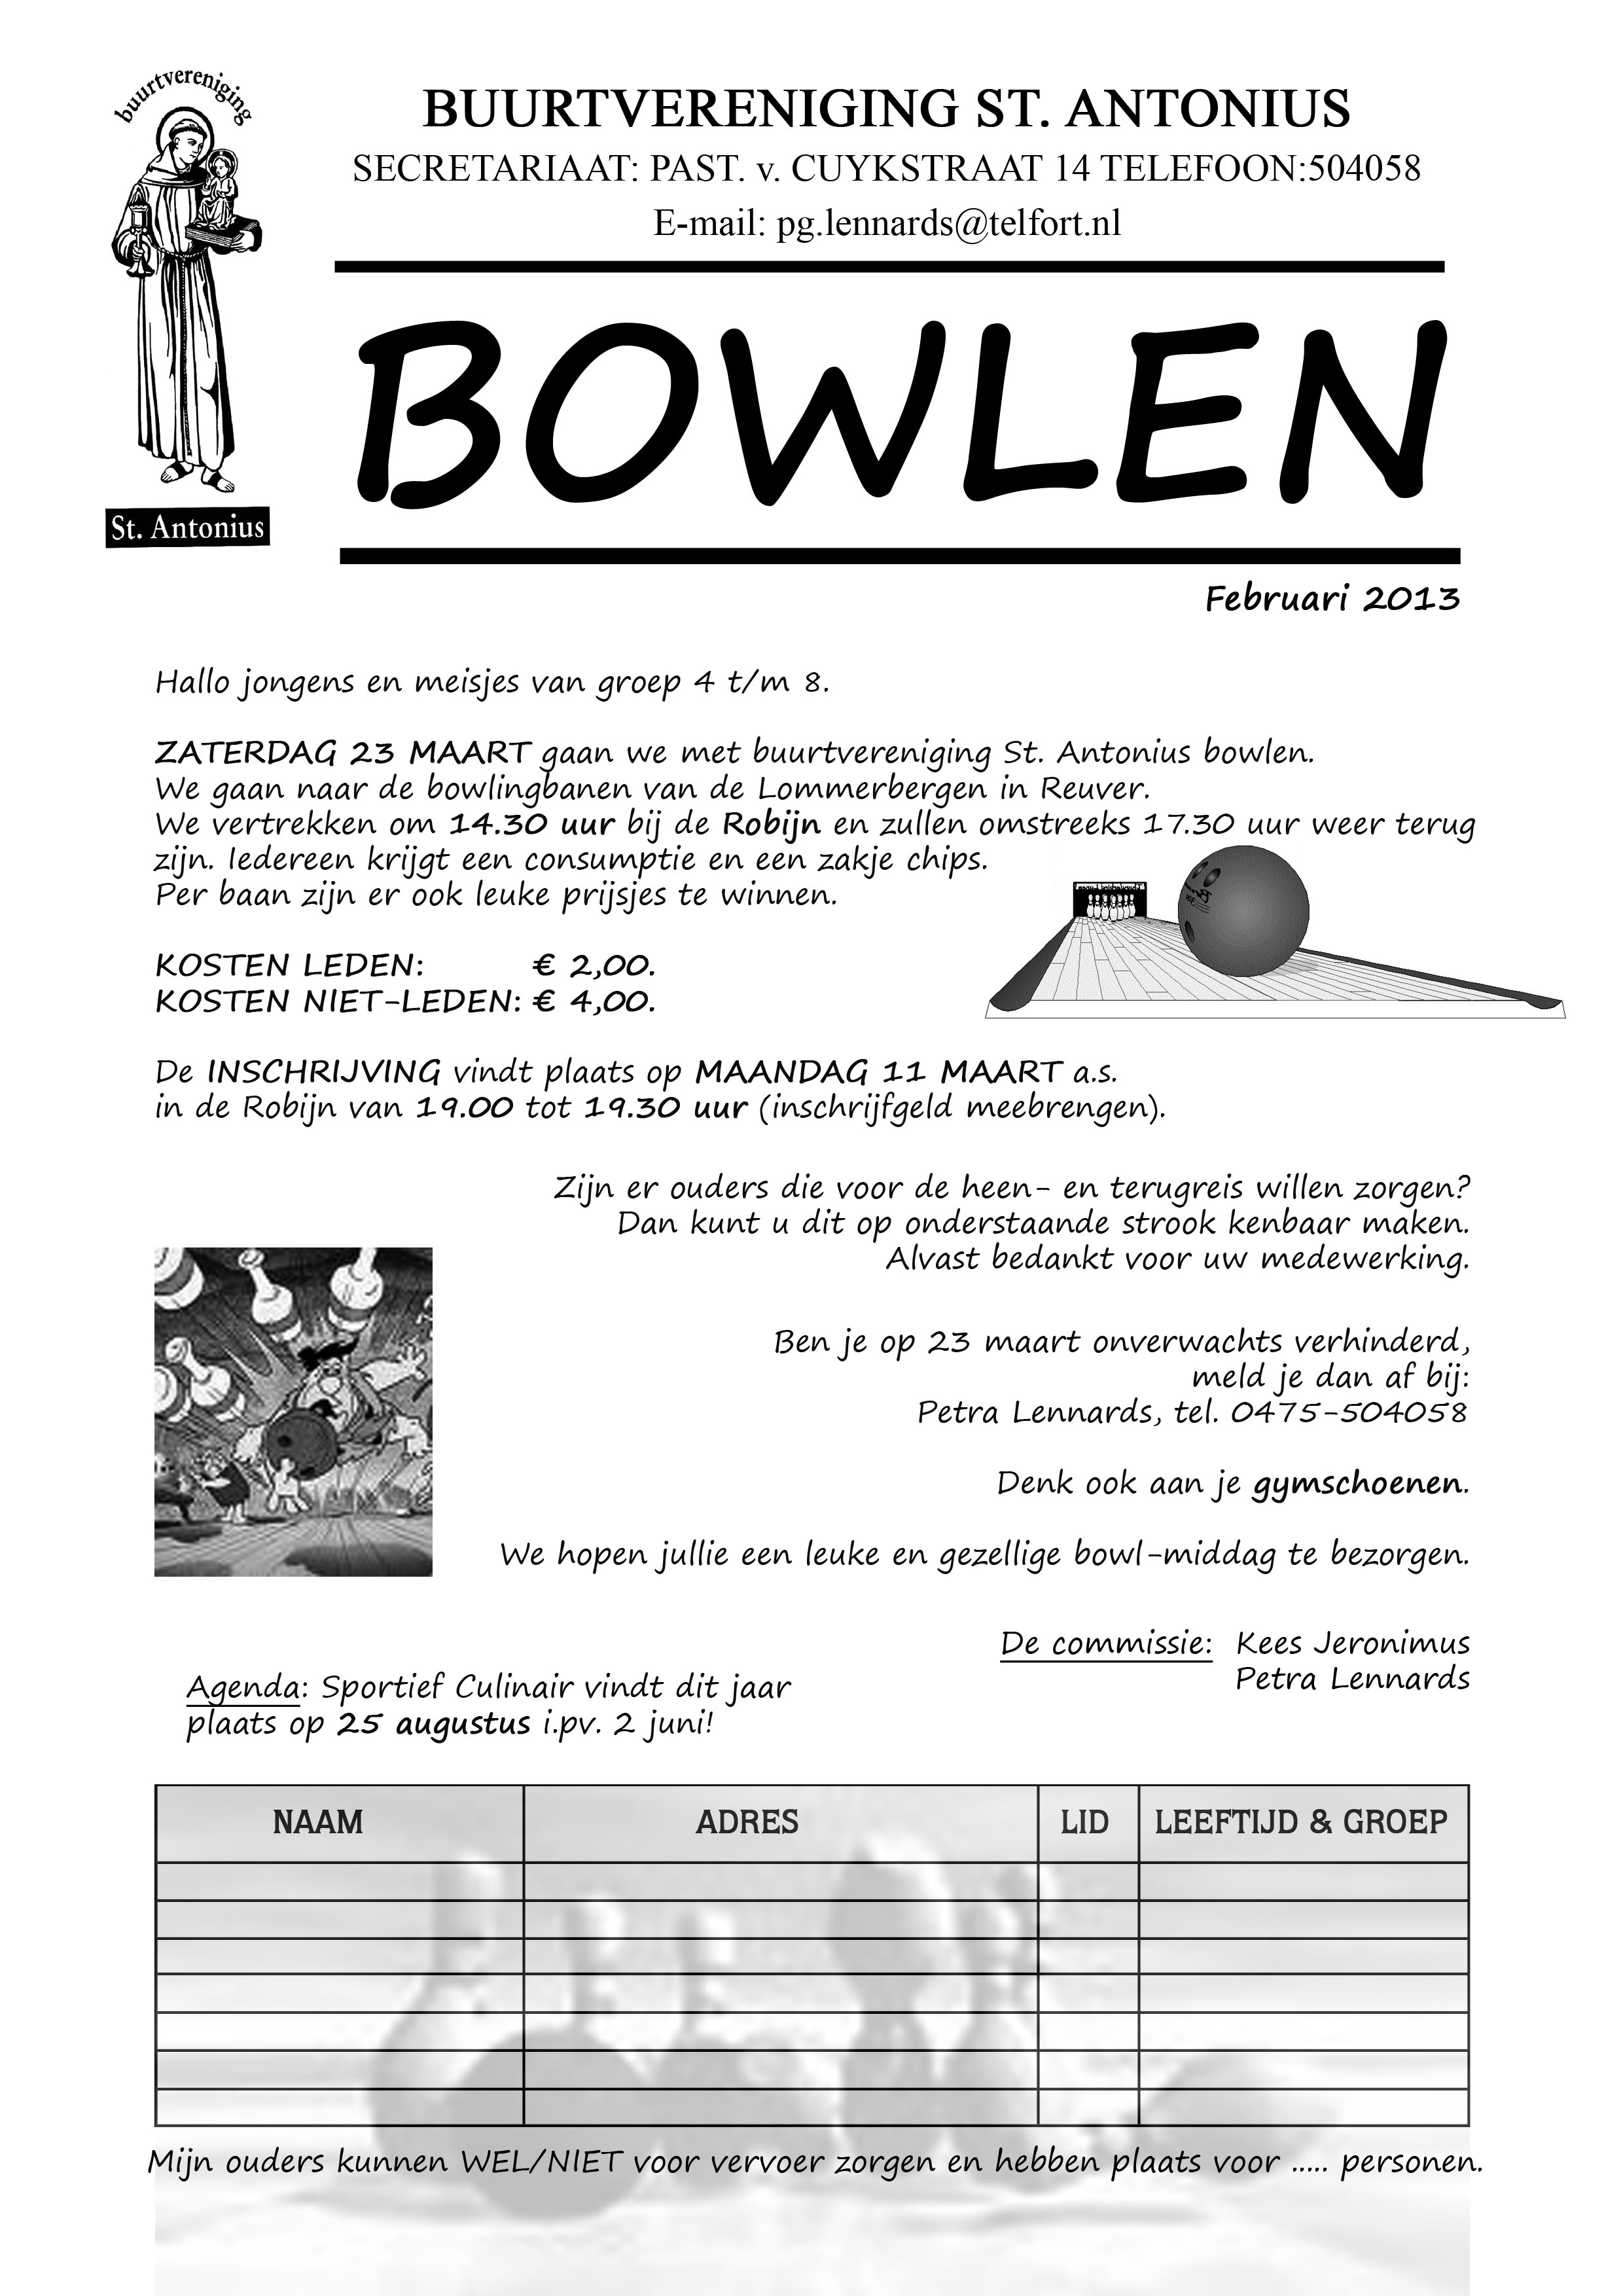 buurtvereniging
St. Antonius
BUURTVERENIGING ST. ANTONIUS
SECRETARIAAT: PAST. v. CUYKSTRAAT 14 TELEFOON:504058
E-mail: pg.lennards@telfort.nl
BOWLEN
Februari 2013
Hallo jongens en meisjes van groep 4 t/m 8.
ZATERDAG 23 MAART gaan we met buurtvereniging St. Antonius bowlen.
We gaan naar de bowlingbanen van de Lommerbergen in Reuver.
We vertrekken om 14.30 uur bij de Robijn en zullen omstreeks 17.30 uur weer terug
zijn. Iedereen krijgt een consumptie en een zakje chips.
Per baan zijn er ook leuke prijsjes te winnen.
KOSTEN LEDEN: € 2,00.
KOSTEN NIET-LEDEN: € 4,00.
De INSCHRIJVING vindt plaats op MAANDAG 11 MAART a.s.
in de Robijn van 19.00 tot 19.30 uur (inschrijfgeld meebrengen).
Zijn er ouders die voor de heen- en terugreis willen zorgen?
Dan kunt u dit op onderstaande strook kenbaar maken.
Alvast bedankt voor uw medewerking.
Ben je op 23 maart onverwachts verhinderd,
meld je dan af bij:
Petra Lennards, tel. 0475-504058
Denk ook aan je gymschoenen.
We hopen jullie een leuke en gezellige bowl-middag te bezorgen.
De commissie: Kees Jeronimus
Petra Lennards
Agenda: Sportief Culinair vindt dit jaar
plaats op 25 augustus i.pv. 2 juni!
NAAM ADRES LID LEEFTIJD & GROEP
Mijn ouders kunnen WEL/NIET voor vervoer zorgen en hebben plaats voor ..... personen.